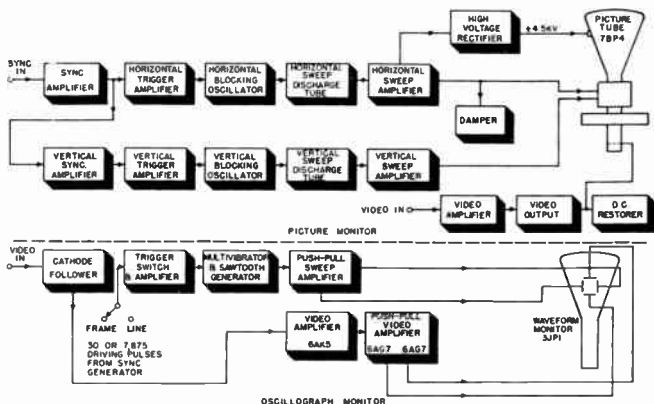 HIGH
VOLTAGE
RECTIFIER
+4.5KV
PICTURE
TUBE
7BP4
SYNC
IN
SYNC
AMPLIFIER
HORIZONTAL
TRIGGER
AMPLIFIER
HORIZONTAL
BLOCKING
OSCILLATOR
HORIZONTAL
SWEEP
DISCHARGE
TUBE
HORIZONTAL
SWEEP
AMPLIFIER
DAMPER
VERTICAL
SYNC.
AMPLIFIER
VERTICAL
TRIGGER
AMPLIFIER
VERTICAL
BLOCKING
OSCILLATOR
VERTICAL
SWEEP
DISCHARGE
TUBE
VERTICAL
SWEEP
AMPLIFIER
VIDEO IN
VIDEO
AMPLIFIER
VIDEO
OUTPUT
D.C.
RESTORER
PICTURE MONITOR
VIDEO
IN
CATHODE
FOLLOWER
TRIGGER
SWITCH
& AMPLIFIER
MULTIVIBRATOR
& SAWTOOTH
GENERATOR
PUSH-PULL
SWEEP
AMPLIFIER
FRAME LINE
30 OR 7,875
DRIVING PULSES
FROM SYNC
GENERATOR
VIDEO
AMPLIFIER
6AK5
PUSH-PULL
VIDEO
AMPLIFIER
6AG7 6AG7
WAVEFORM
MONITOR
3JP1
OSCILLOGRAPH MONITOR